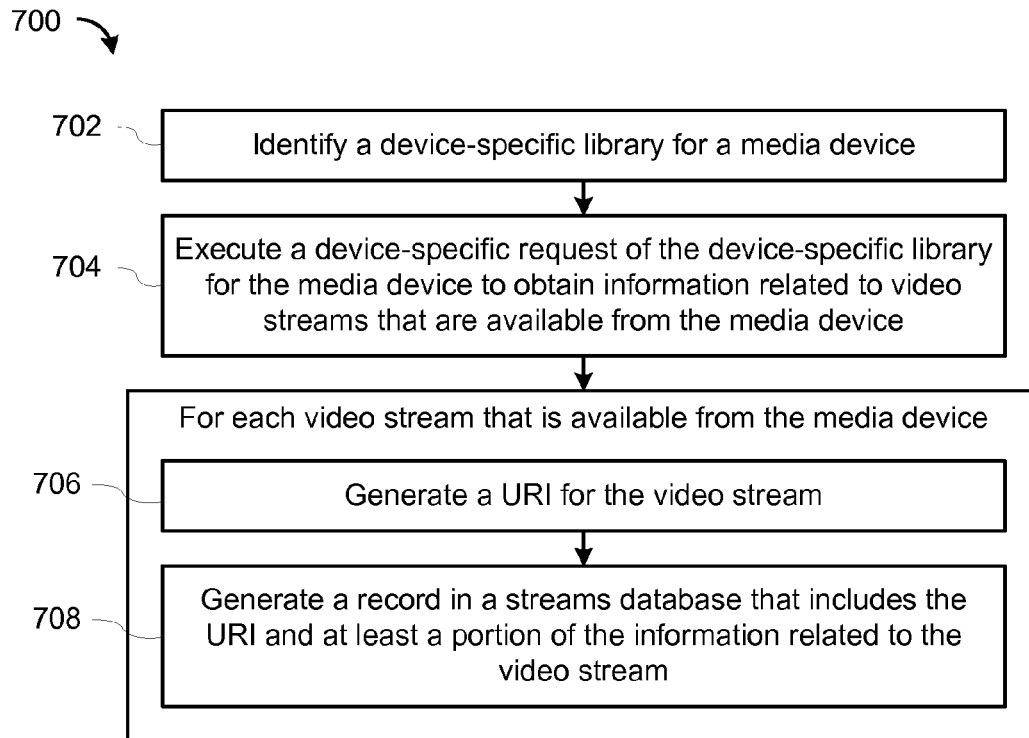 700
702
Identify a device-specific library for a media device
704
Execute a device-specific request of the device-specific library
for the media device to obtain information related to video
streams that are available from the media device
For each video stream that is available from the media device
706
Generate a URI for the video stream
708
Generate a record in a streams database that includes the
URI and at least a portion of the information related to the
video stream